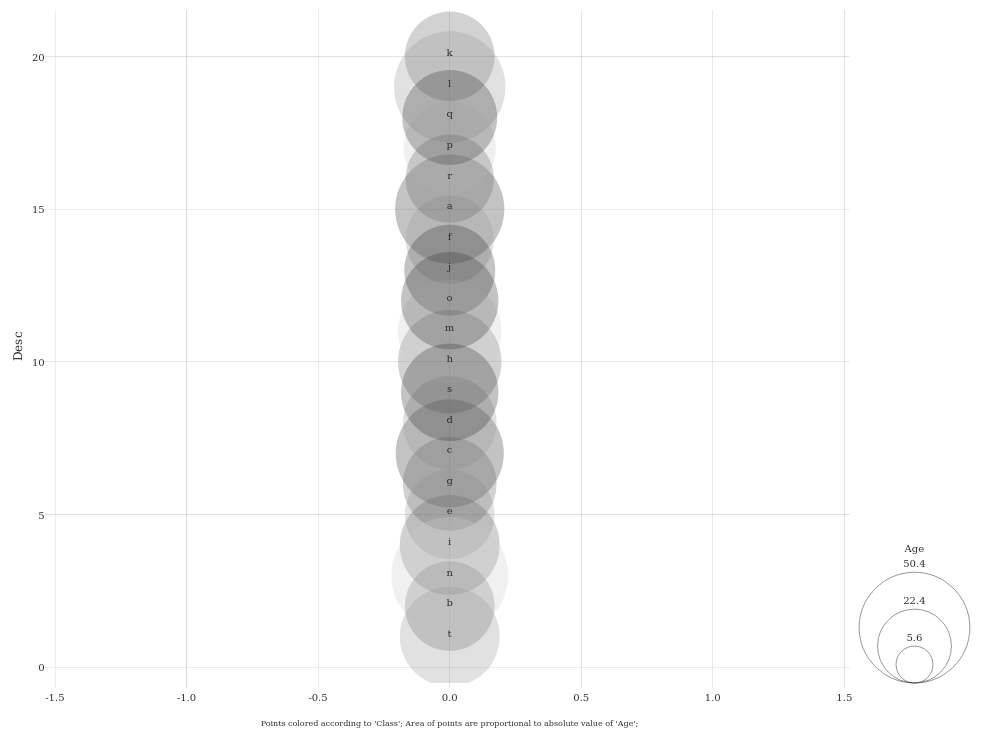 20
15
10
5
0
Desc
k
l
q
p
r
a
f
j
o
m
h
s
d
c
g
e
i
n
b
t
-1.5 -1.0 -0.5 0.0 0.5 1.0 1.5
Age
50.4
22.4
5.6
Points colored according to 'Class'; Area of points are proportional to absolute value of 'Age';